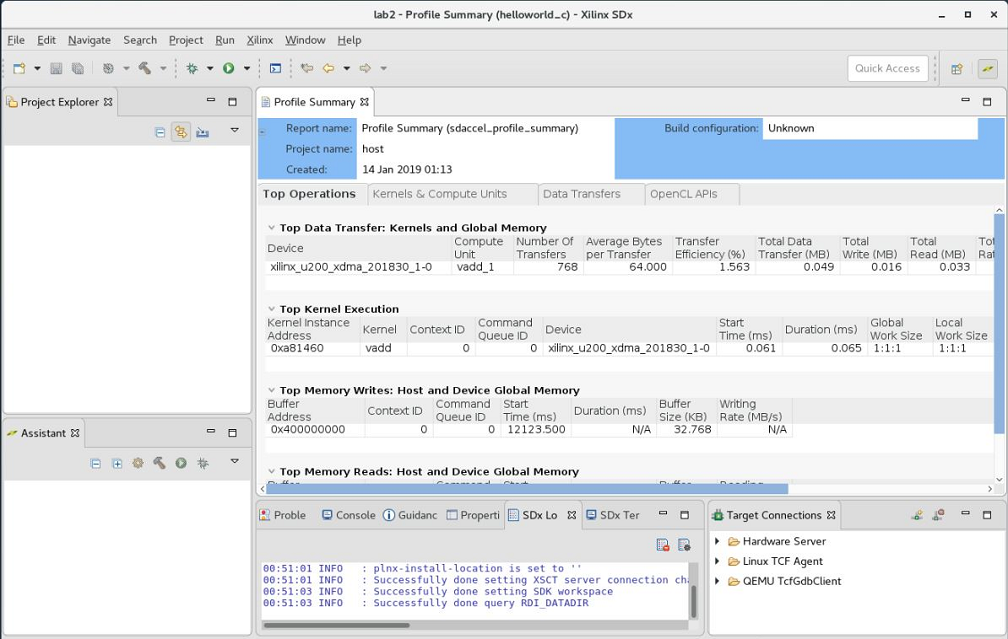 lab2 - Profile Summary (helloworld_c) - Xilinx SDx
File Edit Navigate Search Project Run Xilinx Window Help
Quick Access
Project Explorer
Profile Summary
Report name: Profile Summary (sdaccel_profile_summary) Build configuration: Unknown
Project name: host
Created: 14 Jan 2019 01:13
Top Operations Kernels & Compute Units Data Transfers OpenCL APIs
Top Data Transfer: Kernels and Global Memory
Device Compute Unit Number Of Transfers Average Bytes per Transfer Transfer Efficiency (%) Total Data Transfer (MB) Total Write (MB) Total Read (MB)
xilinx_u200_xdma_201830_1-0 vadd_1 768 64.000 1.563 0.049 0.016 0.033
Top Kernel Execution
Kernel Instance Address Kernel Context ID Command Queue ID Device Start Time (ms) Duration (ms) Global Work Size Local Work Size
0xa81460 vadd 0 0 xilinx_u200_xdma_201830_1-0 0.061 0.065 1:1:1 1:1:1
Top Memory Writes: Host and Device Global Memory
Buffer Address Context ID Command Queue ID Start Time (ms) Duration (ms) Buffer Size (KB) Writing Rate (MB/s)
0x400000000 0 0 12123.500 N/A 32.768 N/A
Top Memory Reads: Host and Device Global Memory
Assistant
Proble Console Guidanc Properti SDx Lo SDx Ter
00:51:01 INFO : plnx-install-location is set to ''
00:51:01 INFO : Successfully done setting XSCT server connection cha
00:51:03 INFO : Successfully done setting SDK workspace
00:51:03 INFO : Successfully done query RDI_DATADIR
Target Connections
Hardware Server
Linux TCF Agent
QEMU TcfGdbClient